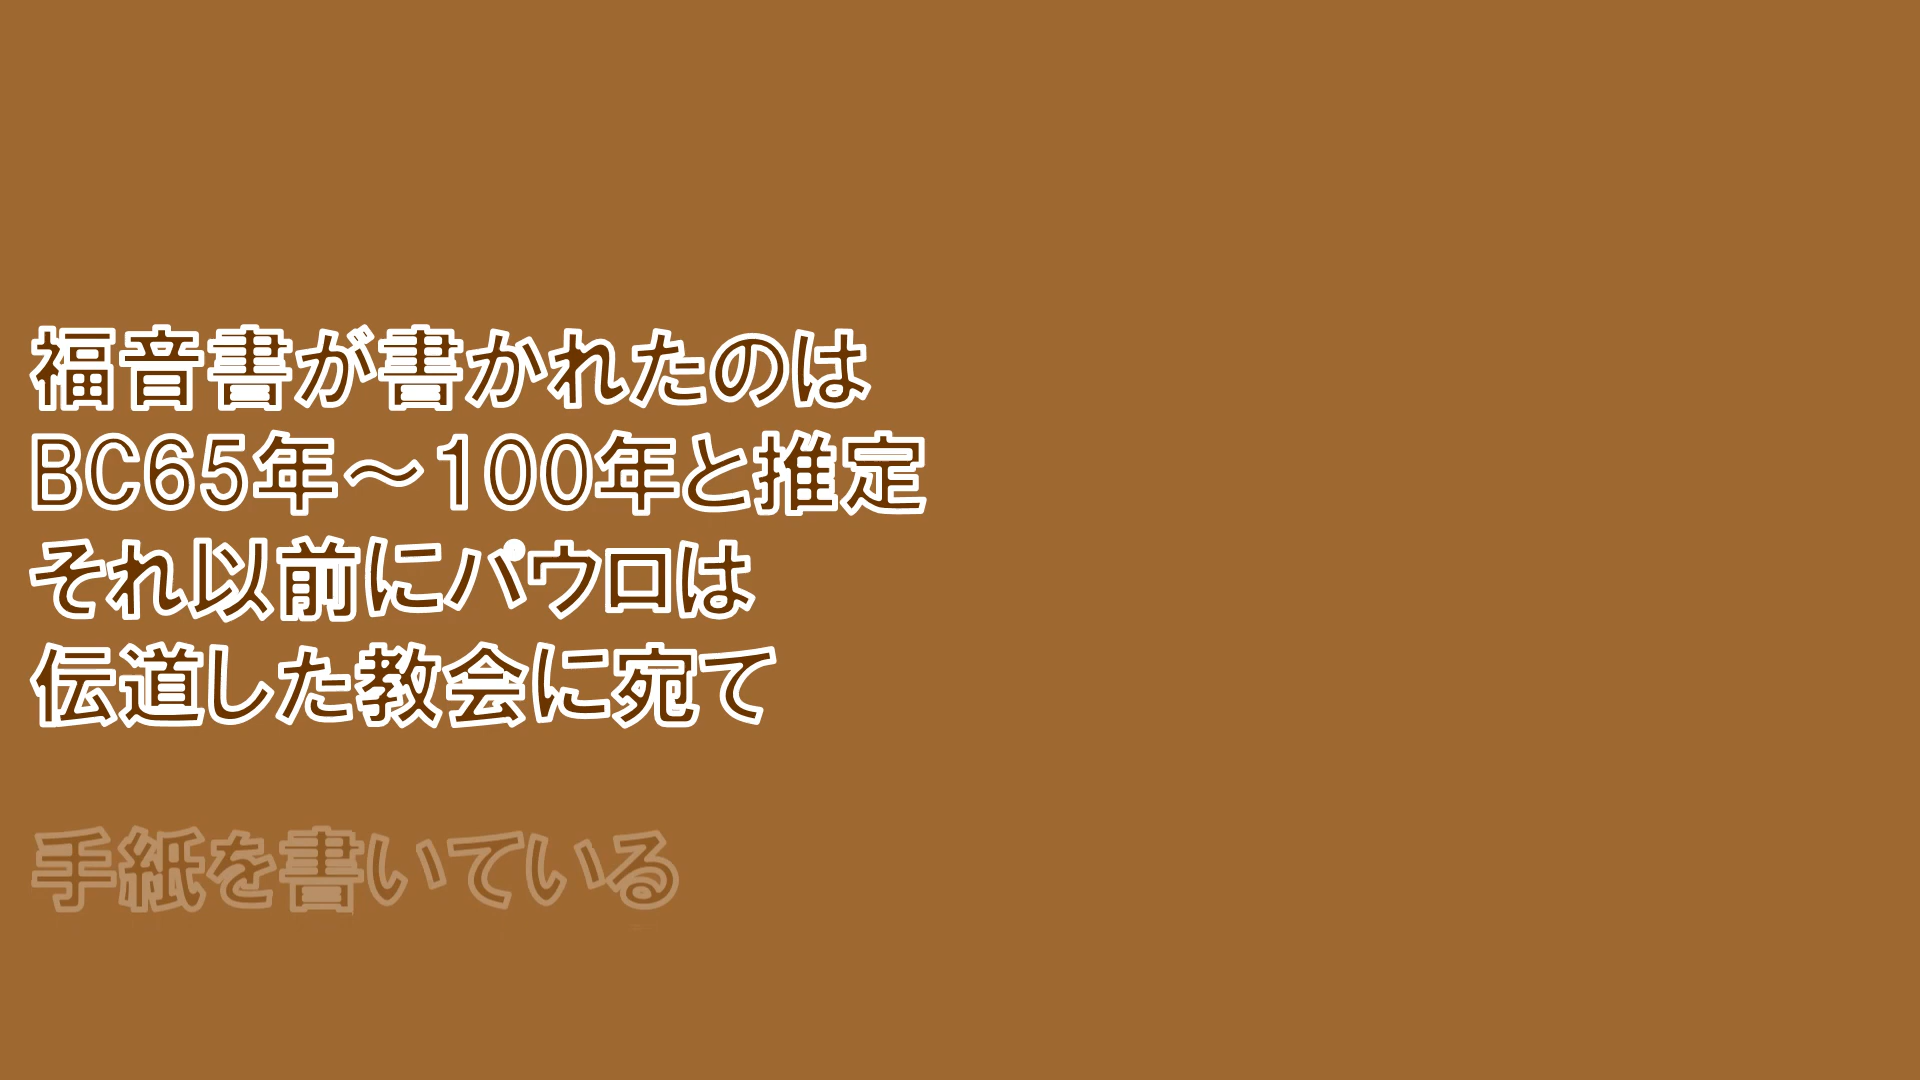 福音書が書かれたのは
BC65年～100年と推定
それ以前にパウロは
伝道した教会に宛て
手紙を書いている